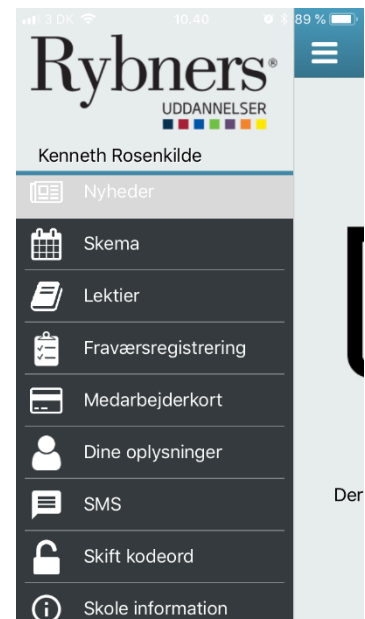 3 DK 10.40 89 %
Rybners®
UDDANNELSER
Kenneth Rosenkilde
Nyheder
Skema
Lektier
Fraværsregistrering
Medarbejderkort
Dine oplysninger
SMS
Der
Skift kodeord
Skole information